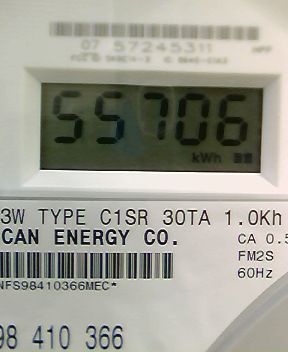 07 57245311
55706
kWh
3W TYPE C1SR 30TA 1.0Kh
CAN ENERGY CO.
CA 0.5
FM2S
60Hz
NFS98410366MEC*
98 410 366